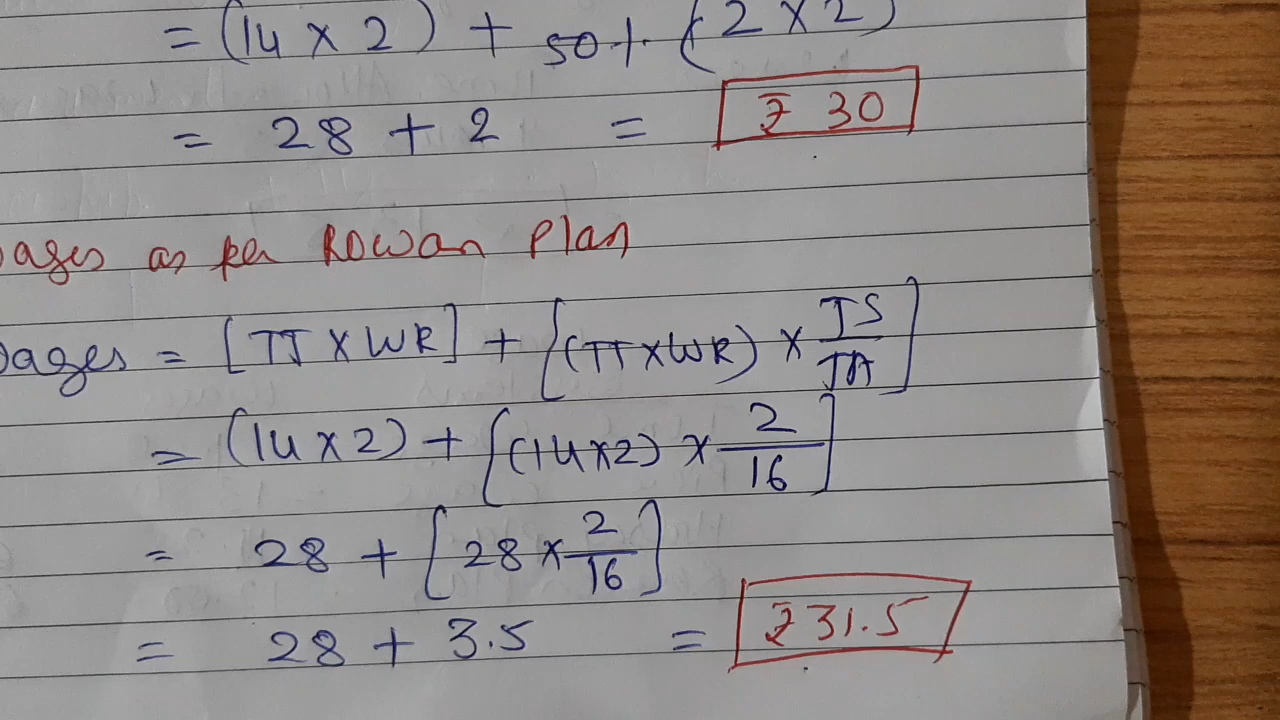 = (14 × 2) + 50%. (2 × 2)
= 28 + 2 = ₹ 30
ages as per Rowan Plan
ages = [TT × WR] + [(TT × WR) × TS/TA]
= (14 × 2) + [(14 × 2) × 2/16]
= 28 + [28 × 2/16]
= 28 + 3.5 = ₹31.5